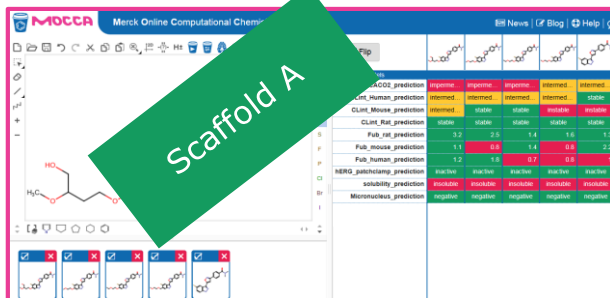 MOCCA Merck Online Computational Chemi
News | Blog | Help |
Flip
Scaffold A
ACO2_prediction imperme... imperme... imperme... intermed... intermed...
CLint_Human_prediction intermed... intermed... intermed... intermed... stable
CLint_Mouse_prediction intermed... stable stable instable instable
CLint_Rat_prediction stable stable stable stable stable
Fub_rat_prediction 3.2 2.5 1.4 1.6
Fub_mouse_prediction 1.1 0.8 1.4 0.8
Fub_human_prediction 1.2 1.8 0.7 0.8
hERG_patchclamp_prediction inactive inactive inactive inactive inactive
solubility_prediction insoluble insoluble insoluble insoluble insoluble
Micronucleus_prediction negative negative negative negative negative
S
F
P
Cl
Br
I
HO
H₃C
O
O